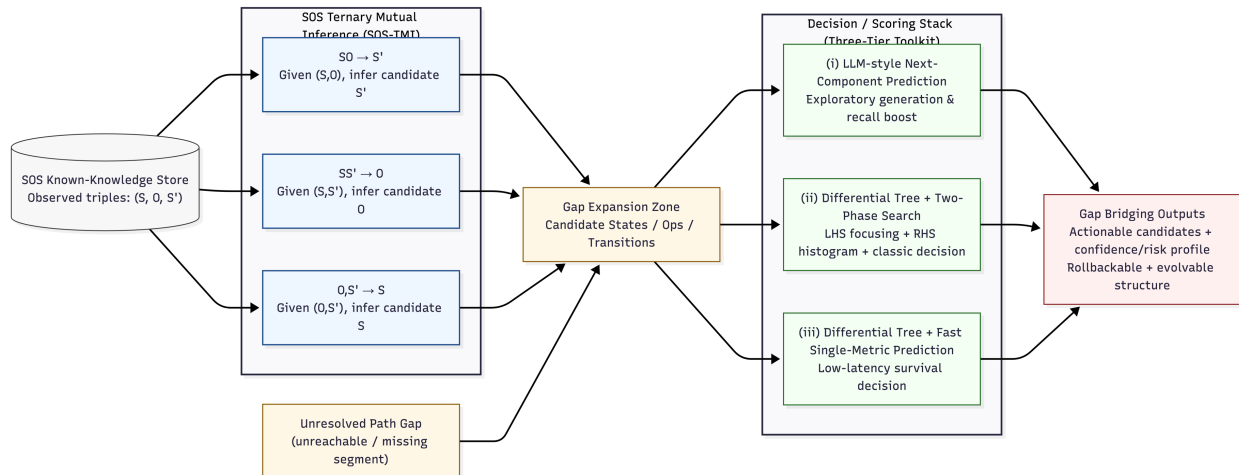 SOS Ternary Mutual
Inference (SOS-TMI)
SO → S'
Given (S,O), infer candidate
S'
SS' → O
Given (S,S'), infer candidate
O
O,S' → S
Given (O,S'), infer candidate
S
SOS Known-Knowledge Store
Observed triples: (S, O, S')
Unresolved Path Gap
(unreachable / missing
segment)
Gap Expansion Zone
Candidate States / Ops /
Transitions
Decision / Scoring Stack
(Three-Tier Toolkit)
(i) LLM-style Next-
Component Prediction
Exploratory generation &
recall boost
(ii) Differential Tree + Two-
Phase Search
LHS focusing + RHS
histogram + classic decision
(iii) Differential Tree + Fast
Single-Metric Prediction
Low-latency survival
decision
Gap Bridging Outputs
Actionable candidates +
confidence/risk profile
Rollbackable + evolvable
structure